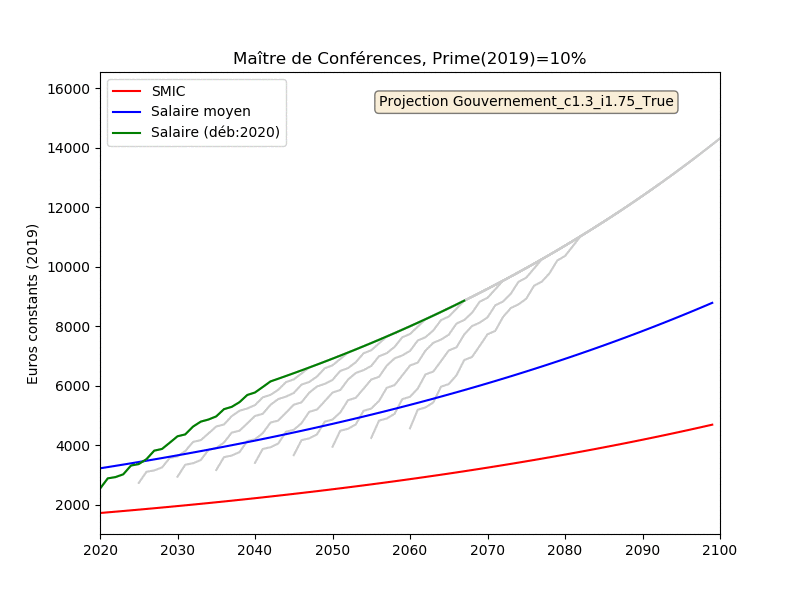 Maître de Conférences, Prime(2019)=10%
SMIC
Salaire moyen
Salaire (déb:2020)
Projection Gouvernement_c1.3_i1.75_True
Euros constants (2019)
16000
14000
12000
10000
8000
6000
4000
2000
2020 2030 2040 2050 2060 2070 2080 2090 2100